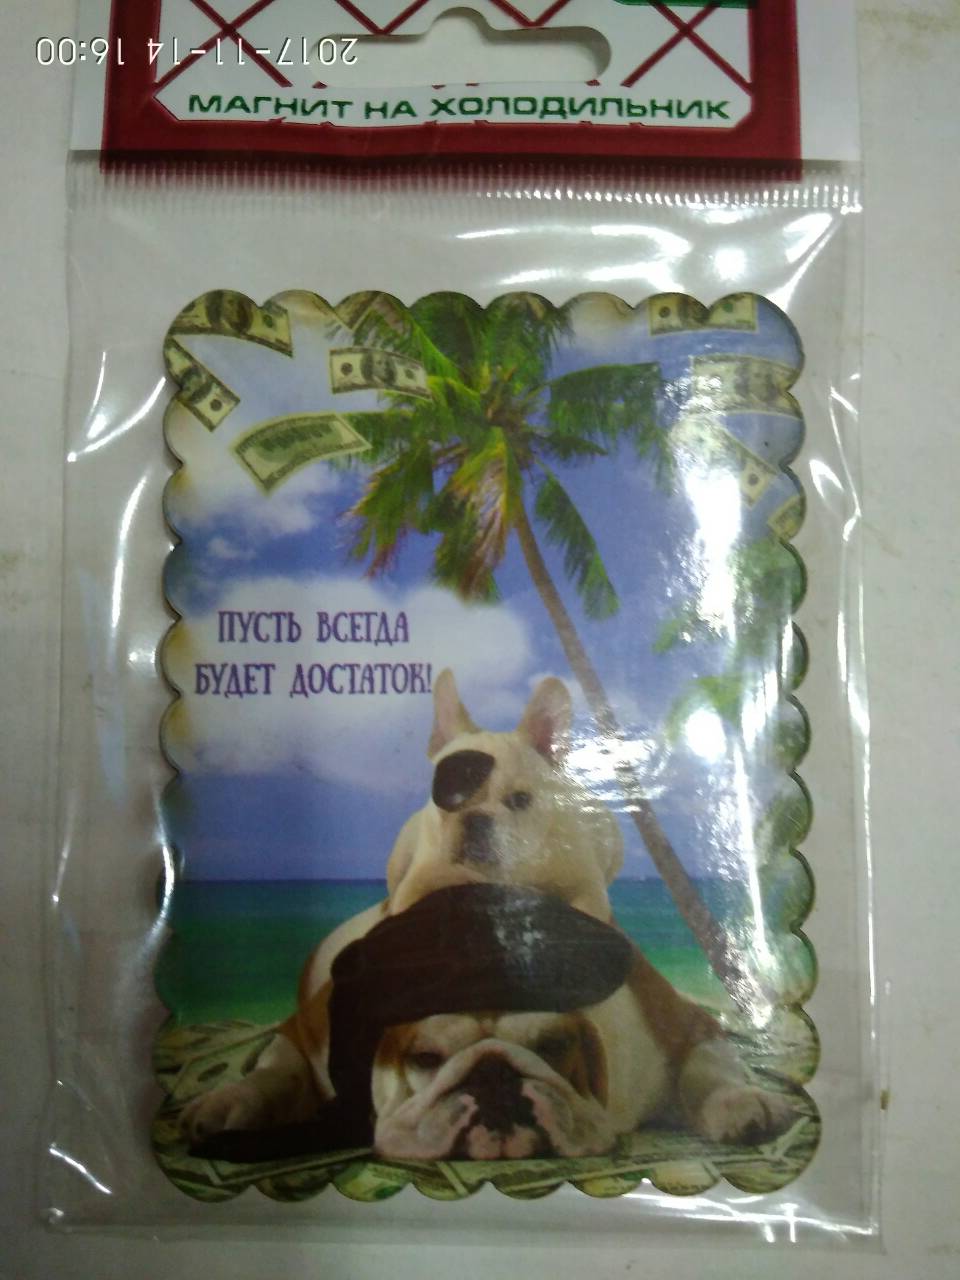 2017-11-14 16:00
МАГНИТ НА ХОЛОДИЛЬНИК
ПУСТЬ ВСЕГДА
БУДЕТ ДОСТАТОК!